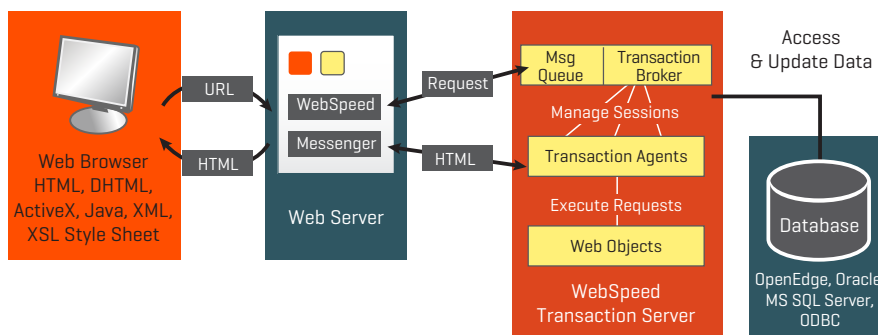 Web Browser
HTML, DHTML,
ActiveX, Java, XML,
XSL Style Sheet
URL
HTML
WebSpeed
Messenger
Web Server
Request
HTML
Msg
Queue
Transaction
Broker
Manage Sessions
Transaction Agents
Execute Requests
Web Objects
WebSpeed
Transaction Server
Access
& Update Data
Database
OpenEdge, Oracle,
MS SQL Server,
ODBC